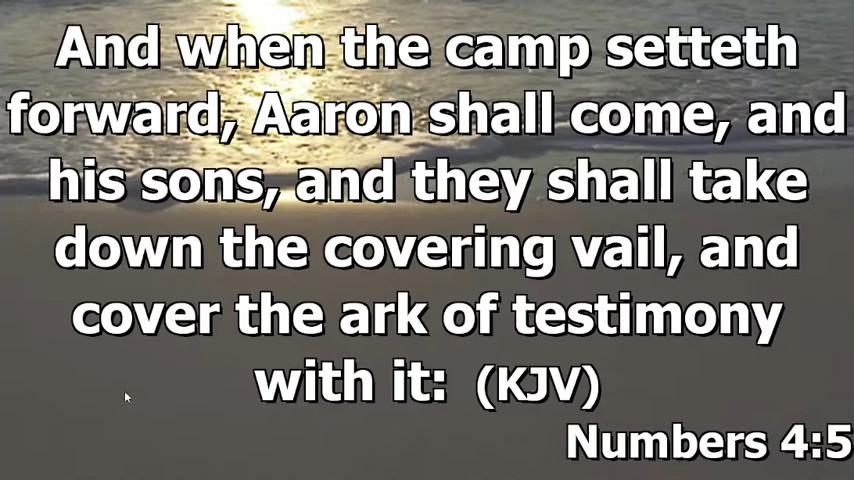 And when the camp setteth
forward, Aaron shall come, and
his sons, and they shall take
down the covering vail, and
cover the ark of testimony
with it: (KJV)
Numbers 4:5